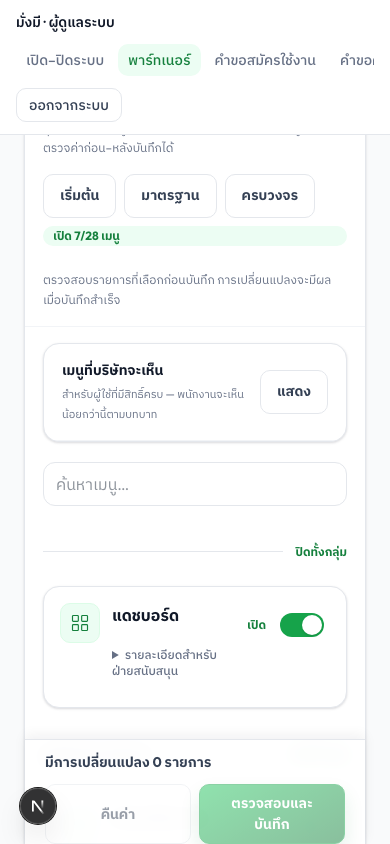 มั่งมี · ผู้ดูแลระบบ
เปิด–ปิดระบบ พาร์ทเนอร์ คำขอสมัครใช้งาน
ออกจากระบบ
ตรวจค่าก่อน–หลังบันทึกได้
เริ่มต้น มาตรฐาน ครบวงจร
เปิด 7/28 เมนู
ตรวจสอบรายการที่เลือกก่อนบันทึก การเปลี่ยนแปลงจะมีผล
เมื่อบันทึกสำเร็จ
เมนูที่บริษัทจะเห็น
สำหรับผู้ใช้ที่มีสิทธิ์ครบ — พนักงานจะเห็น
น้อยกว่านี้ตามบทบาท
แสดง
ค้นหาเมนู...
ปิดทั้งกลุ่ม
แดชบอร์ด
เปิด
▶ รายละเอียดสำหรับ
ฝ่ายสนับสนุน
มีการเปลี่ยนแปลง 0 รายการ
N
คืนค่า
ตรวจสอบและ
บันทึก